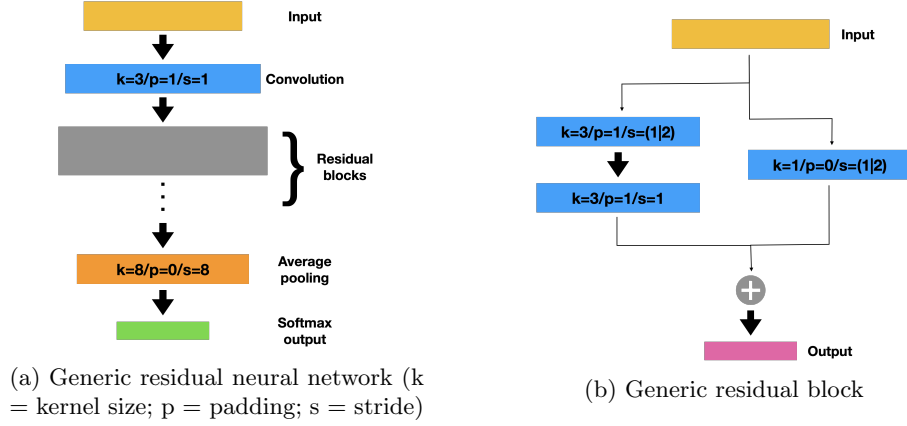 Input
k=3/p=1/s=1
Convolution
}
Residual
blocks
k=8/p=0/s=8
Average
pooling
Softmax
output
(a) Generic residual neural network (k
= kernel size; p = padding; s = stride)
Input
k=3/p=1/s=(1|2)
k=1/p=0/s=(1|2)
k=3/p=1/s=1
+
Output
(b) Generic residual block